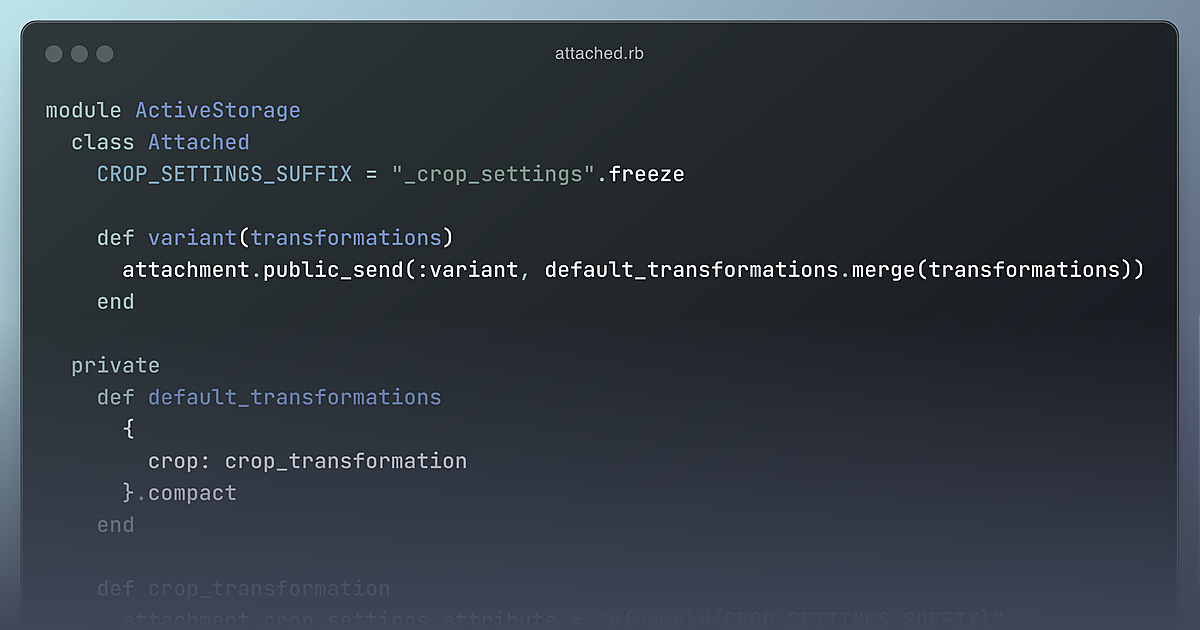 attached.rb
module ActiveStorage
  class Attached
    CROP_SETTINGS_SUFFIX = "_crop_settings".freeze
    def variant(transformations)
      attachment.public_send(:variant, default_transformations.merge(transformations))
    end
  private
    def default_transformations
      {
        crop: crop_transformation
      }.compact
    end
    def crop_transformation
      attachment_crop_settings_attribute = "#{name}#{CROP_SETTINGS_SUFFIX}"